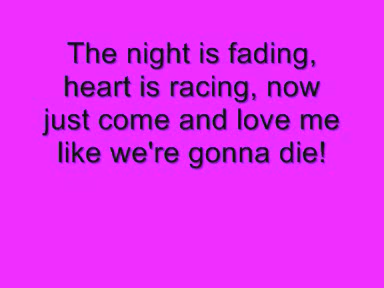 The night is fading,
heart is racing, now
just come and love me
like we're gonna die!